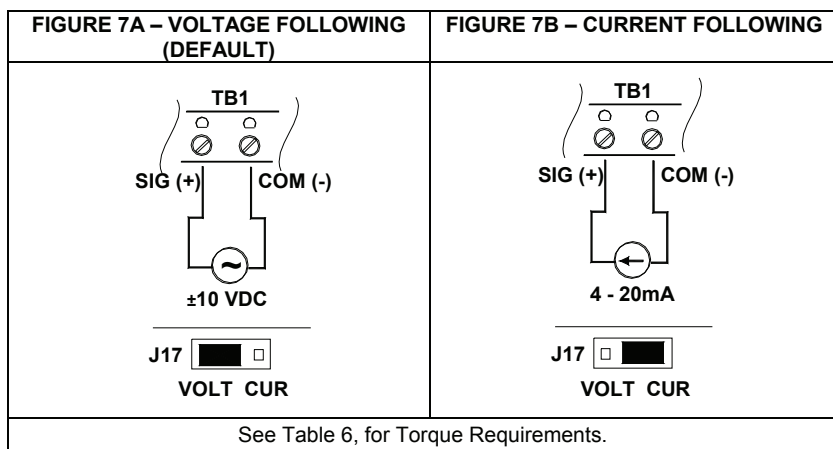 FIGURE 7A – VOLTAGE FOLLOWING
(DEFAULT)
FIGURE 7B – CURRENT FOLLOWING
TB1
SIG (+) COM (-)
±10 VDC
J17
VOLT CUR
TB1
SIG (+) COM (-)
4 - 20mA
J17
VOLT CUR
See Table 6, for Torque Requirements.